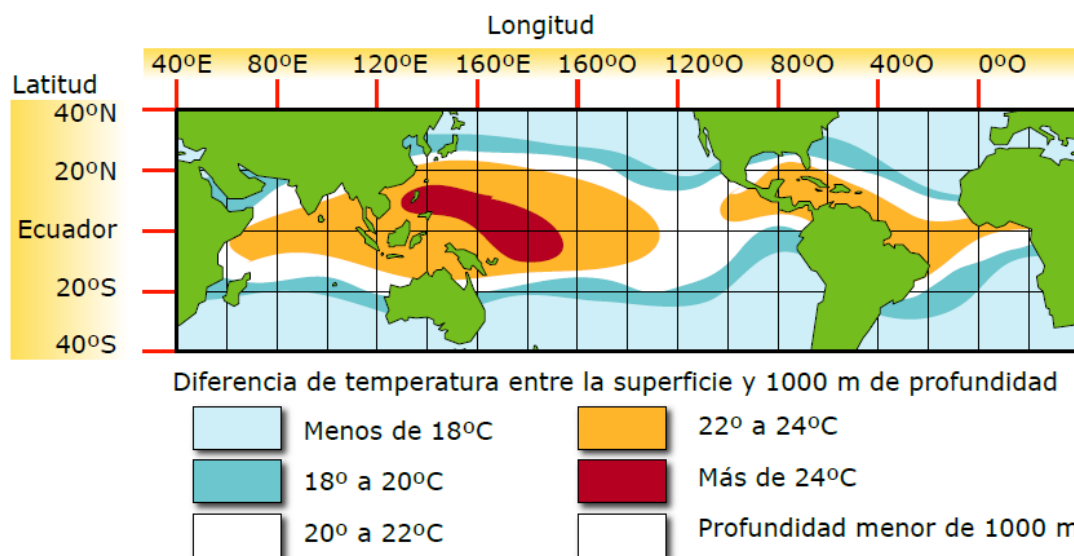 Longitud
40ºE 80ºE 120ºE 160ºE 160ºO 120ºO 80ºO 40ºO 0ºO
Latitud
40ºN
20ºN
Ecuador
20ºS
40ºS
Diferencia de temperatura entre la superficie y 1000 m de profundidad
Menos de 18ºC
18º a 20ºC
20º a 22ºC
22º a 24ºC
Más de 24ºC
Profundidad menor de 1000 m